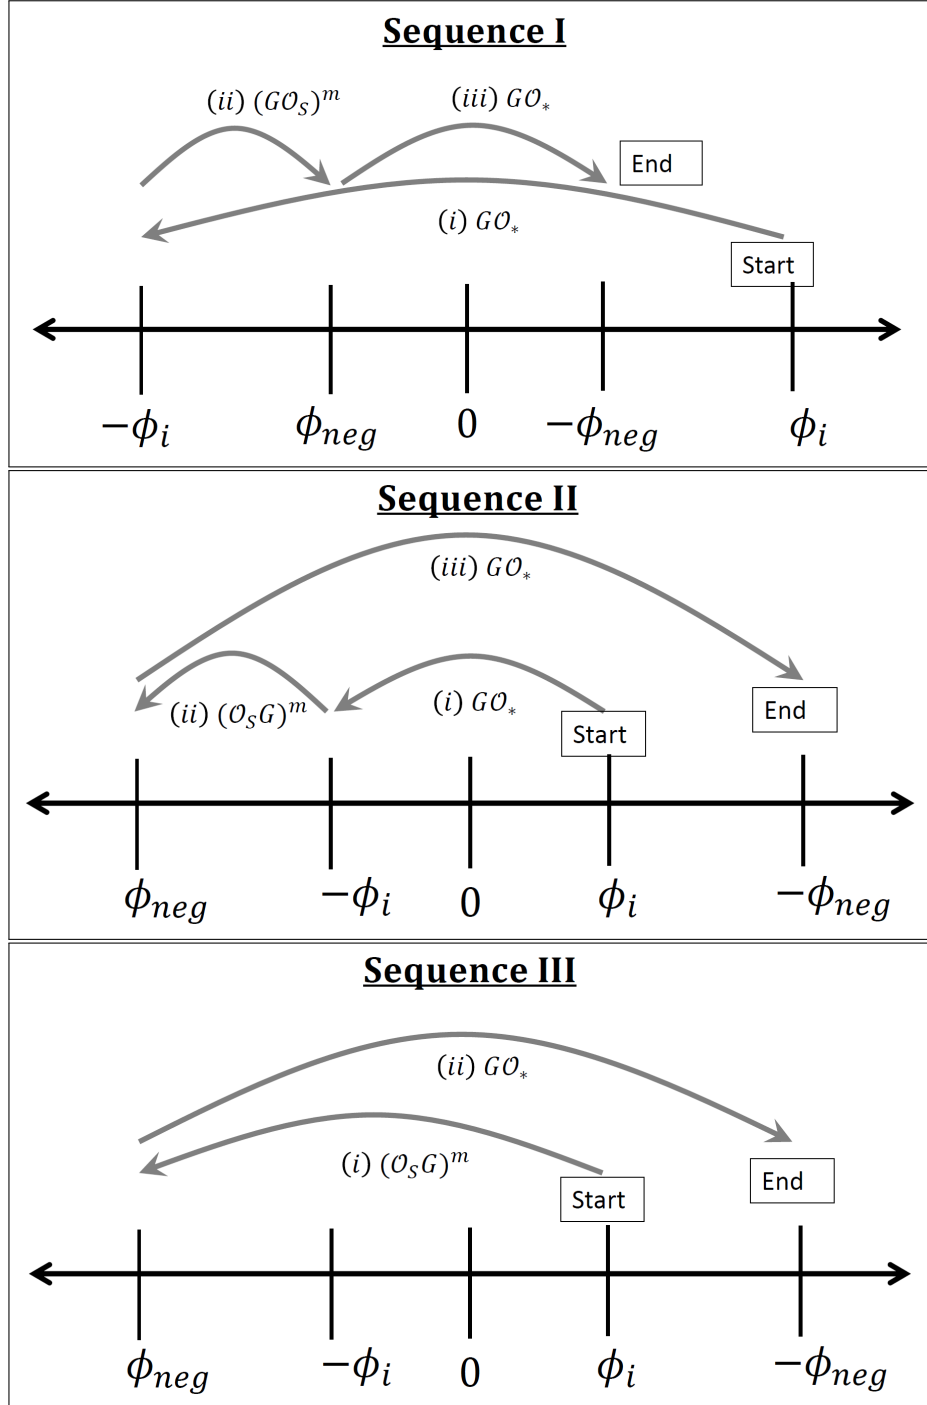 Sequence I
(ii) (G𝒪_S)^m
(iii) G𝒪_*
End
(i) G𝒪_*
Start
−ϕ_i ϕ_neg 0 −ϕ_neg ϕ_i
Sequence II
(iii) G𝒪_*
(ii) (𝒪_S G)^m
(i) G𝒪_*
End
Start
ϕ_neg −ϕ_i 0 ϕ_i −ϕ_neg
Sequence III
(ii) G𝒪_*
(i) (𝒪_S G)^m
End
Start
ϕ_neg −ϕ_i 0 ϕ_i −ϕ_neg